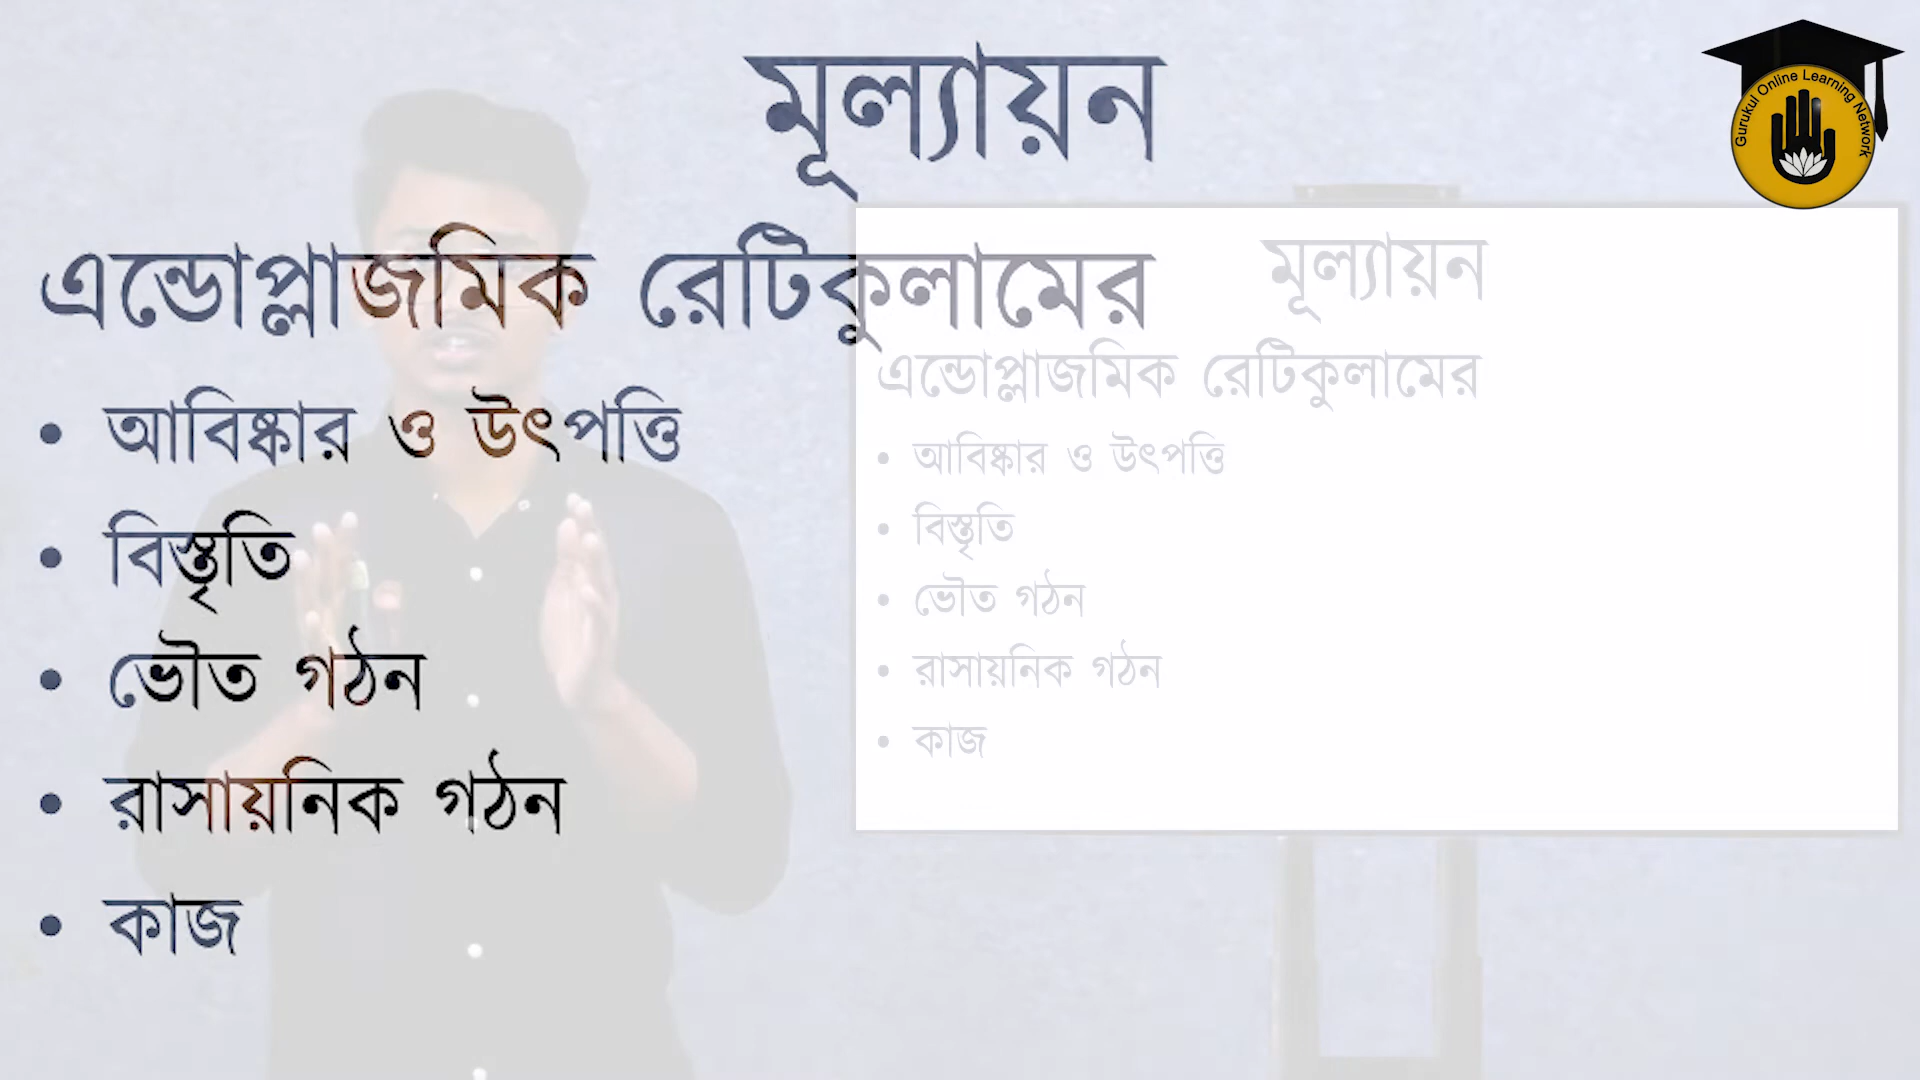 মূল্যায়ন
এন্ডোপ্লাজমিক রেটিকুলামের
• আবিষ্কার ও উৎপত্তি
• বিস্তৃতি
• ভৌত গঠন
• রাসায়নিক গঠন
• কাজ
মূল্যায়ন
এন্ডোপ্লাজমিক রেটিকুলামের
• আবিষ্কার ও উৎপত্তি
• বিস্তৃতি
• ভৌত গঠন
• রাসায়নিক গঠন
• কাজ
Gurukul Online Learning Network